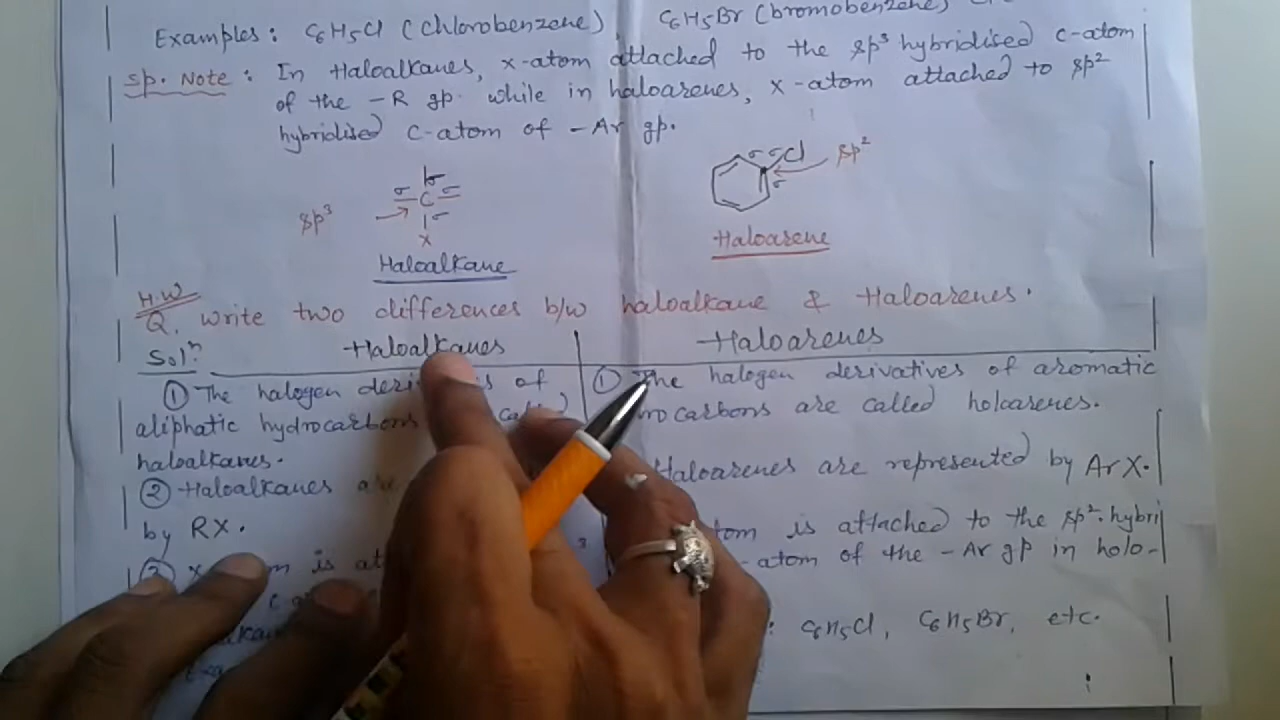 Examples: C6H5Cl (Chlorobenzene), C6H5Br (bromobenzene)
Sp. Note: In Haloalkanes, x-atom attached to the sp³ hybridised C-atom
of the -R gp. while in haloarenes, x-atom attached to sp²
hybridised C-atom of -Ar gp.
σ σ Cl sp²
σ
σ
σ C σ
sp³
σ
X
Haloarene
Haloalkane
H.W
Q. write two differences b/w haloalkane & Haloarenes.
Solⁿ: Haloalkanes Haloarenes
① The halogen of ① The halogen derivatives of aromatic
aliphatic hydrocarbons are called holoarenes.
haloalkanes.
② Haloalkanes Haloarenes are represented by ArX.
by RX.
is is attached to the sp². hybri
-atom of the -Ar gp in holo-
C6H5Cl, C6H5Br, etc.